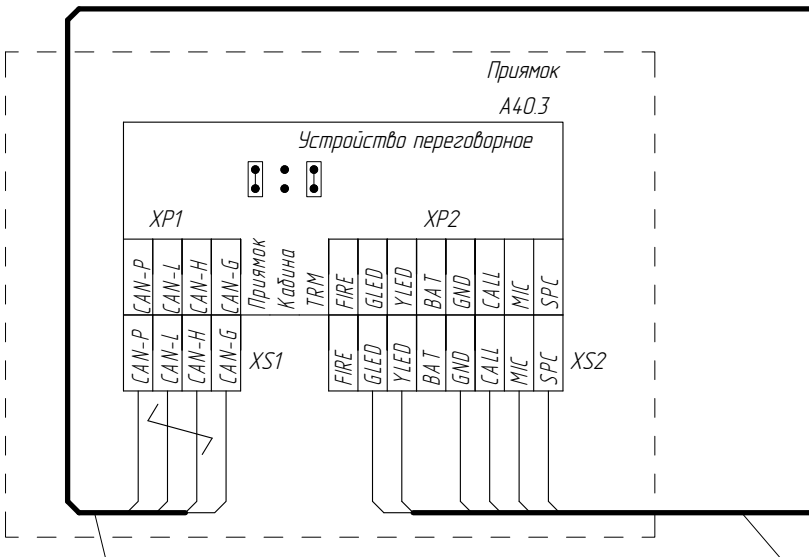 Приямок
А40.3
Устройство переговорное
XP1
XP2
CAN-P
CAN-L
CAN-H
CAN-G
Приямок
Кабина
TRM
FIRE
GLED
YLED
BAT
GND
CALL
MIC
SPC
CAN-P
CAN-L
CAN-H
CAN-G
XS1
FIRE
GLED
YLED
BAT
GND
CALL
MIC
SPC
XS2